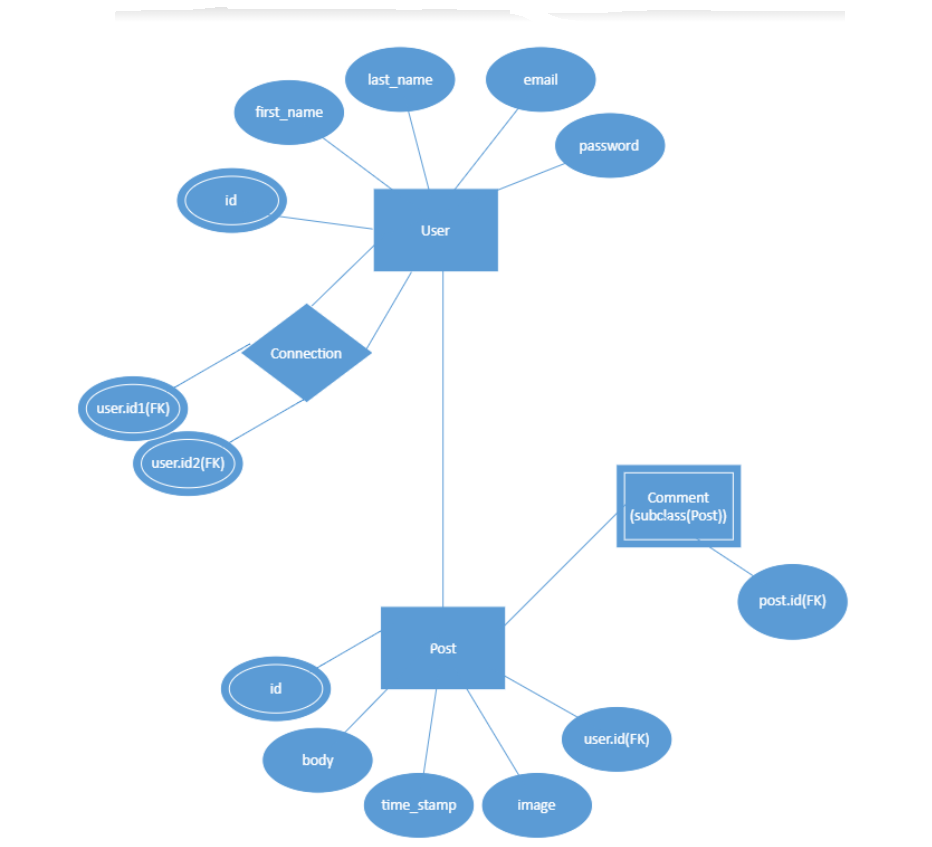 last_name
email
first_name
password
id
User
Connection
user.id1(FK)
user.id2(FK)
Comment
(subclass(Post))
post.id(FK)
Post
id
user.id(FK)
body
time_stamp
image